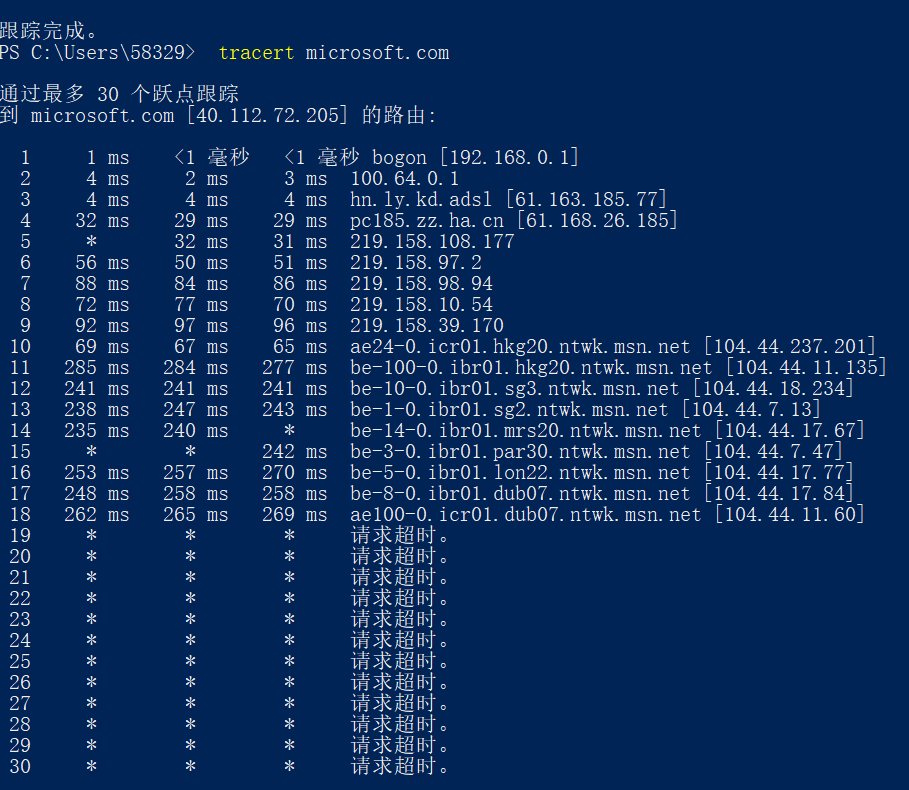 跟踪完成。
PS C:\Users\58329>  tracert microsoft.com
通过最多 30 个跃点跟踪
到 microsoft.com [40.112.72.205] 的路由:
  1     1 ms    <1 毫秒   <1 毫秒 bogon [192.168.0.1]
  2     4 ms     2 ms     3 ms  100.64.0.1
  3     4 ms     4 ms     4 ms  hn.ly.kd.adsl [61.163.185.77]
  4    32 ms    29 ms    29 ms  pc185.zz.ha.cn [61.168.26.185]
  5     *       32 ms    31 ms  219.158.108.177
  6    56 ms    50 ms    51 ms  219.158.97.2
  7    88 ms    84 ms    86 ms  219.158.98.94
  8    72 ms    77 ms    70 ms  219.158.10.54
  9    92 ms    97 ms    96 ms  219.158.39.170
 10    69 ms    67 ms    65 ms  ae24-0.icr01.hkg20.ntwk.msn.net [104.44.237.201]
 11   285 ms   284 ms   277 ms  be-100-0.ibr01.hkg20.ntwk.msn.net [104.44.11.135]
 12   241 ms   241 ms   241 ms  be-10-0.ibr01.sg3.ntwk.msn.net [104.44.18.234]
 13   238 ms   247 ms   243 ms  be-1-0.ibr01.sg2.ntwk.msn.net [104.44.7.13]
 14   235 ms   240 ms     *     be-14-0.ibr01.mrs20.ntwk.msn.net [104.44.17.67]
 15     *        *      242 ms  be-3-0.ibr01.par30.ntwk.msn.net [104.44.7.47]
 16   253 ms   257 ms   270 ms  be-5-0.ibr01.lon22.ntwk.msn.net [104.44.17.77]
 17   248 ms   258 ms   258 ms  be-8-0.ibr01.dub07.ntwk.msn.net [104.44.17.84]
 18   262 ms   265 ms   269 ms  ae100-0.icr01.dub07.ntwk.msn.net [104.44.11.60]
 19     *        *        *     请求超时。
 20     *        *        *     请求超时。
 21     *        *        *     请求超时。
 22     *        *        *     请求超时。
 23     *        *        *     请求超时。
 24     *        *        *     请求超时。
 25     *        *        *     请求超时。
 26     *        *        *     请求超时。
 27     *        *        *     请求超时。
 28     *        *        *     请求超时。
 29     *        *        *     请求超时。
 30     *        *        *     请求超时。